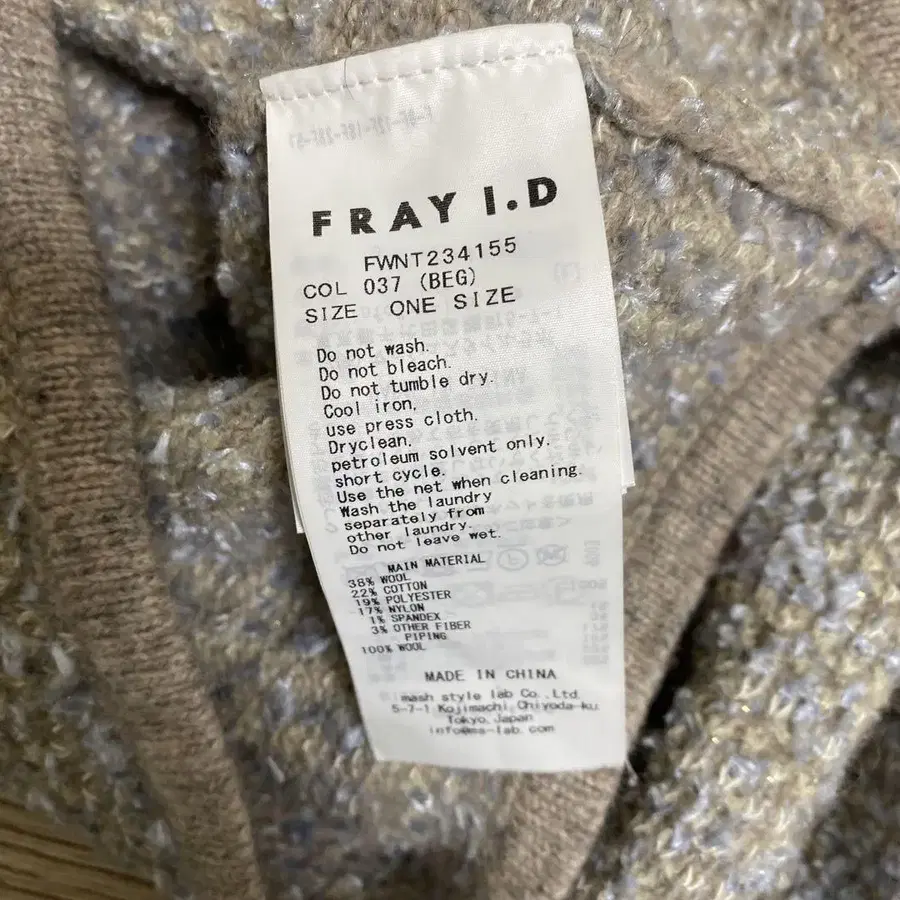 FRAY I.D
FWNT234155
COL 037 (BEG)
SIZE ONE SIZE
Do not wash.
Do not bleach.
Do not tumble dry.
Cool iron,
use press cloth.
Dryclean.
petroleum solvent only.
short cycle.
Use the net when cleaning.
Wash the laundry
separately from
other laundry.
Do not leave wet.
MAIN MATERIAL
38% WOOL
22% COTTON
19% POLYESTER
17% NYLON
1% SPANDEX
3% OTHER FIBER
PIPING
100% WOOL
MADE IN CHINA
mash style lab Co.,Ltd.
5-7-1 Kojimachi, Chiyoda-ku
Tokyo, Japan
info@ms-lab.com